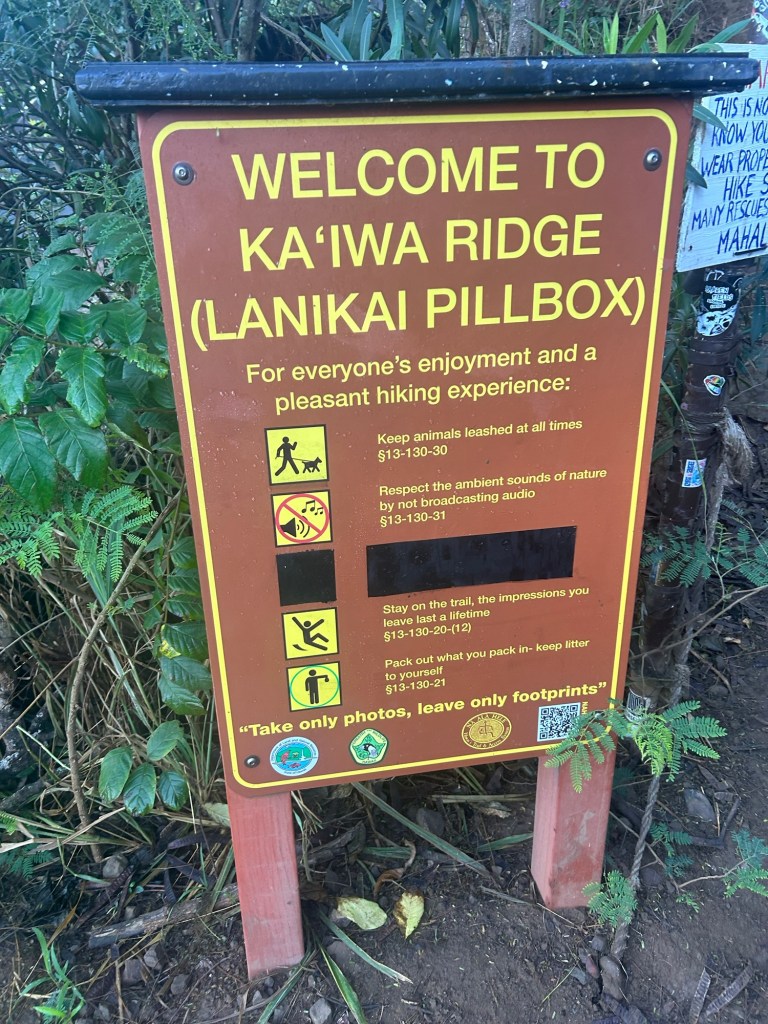 WELCOME TO
KAʻIWA RIDGE
(LANIKAI PILLBOX)
For everyone's enjoyment and a
pleasant hiking experience:
Keep animals leashed at all times
§13-130-30
Respect the ambient sounds of nature
by not broadcasting audio
§13-130-31
Stay on the trail, the impressions you
leave last a lifetime
§13-130-20-(12)
Pack out what you pack in- keep litter
to yourself
§13-130-21
“Take only photos, leave only footprints”
THIS IS NO
KNOW YOU
WEAR PROPE
HIKE S
MANY RESCUES
MAHAL